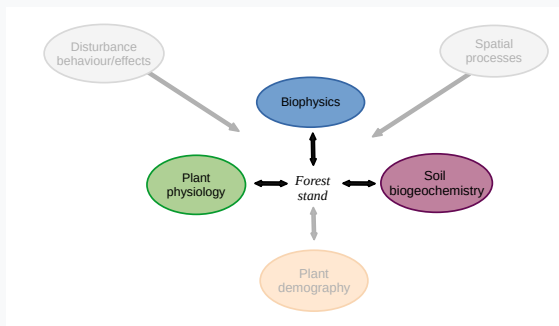 Disturbance
behaviour/effects
Spatial
processes
Biophysics
Plant
physiology
Forest
stand
Soil
biogeochemistry
Plant
demography